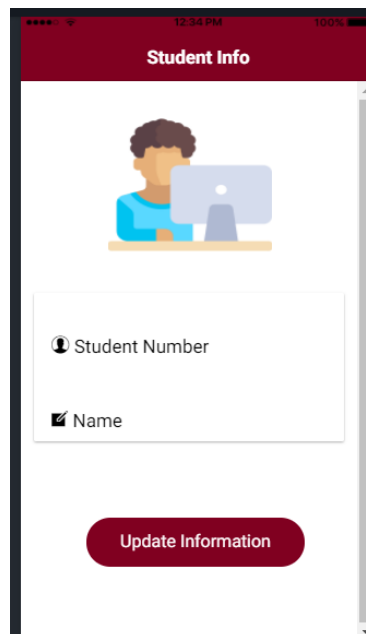 12:34 PM
100%
Student Info
Student Number
Name
Update Information